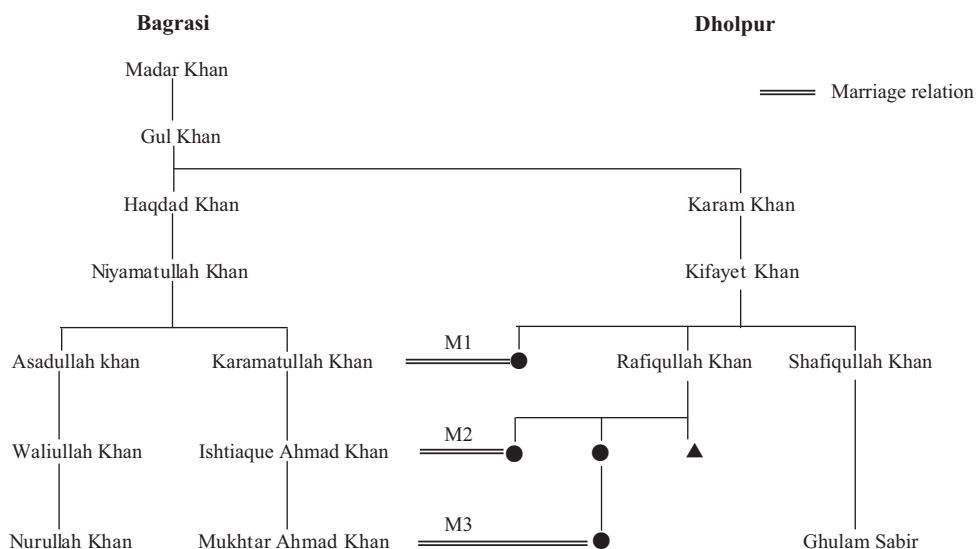 Bagrasi Dholpur
Madar Khan
Marriage relation
Gul Khan
Haqdad Khan Karam Khan
Niyamatullah Khan Kifayet Khan
M1
Asadullah khan Karamatullah Khan Rafiqullah Khan Shafiqullah Khan
M2
Waliullah Khan Ishtiaque Ahmad Khan
M3
Nurullah Khan Mukhtar Ahmad Khan Ghulam Sabir